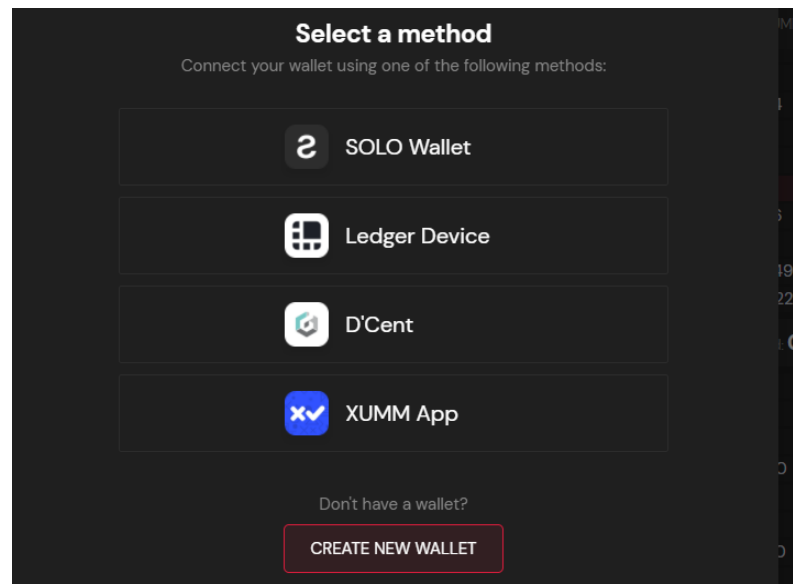 Select a method
Connect your wallet using one of the following methods:
SOLO Wallet
Ledger Device
D'Cent
XUMM App
Don't have a wallet?
CREATE NEW WALLET